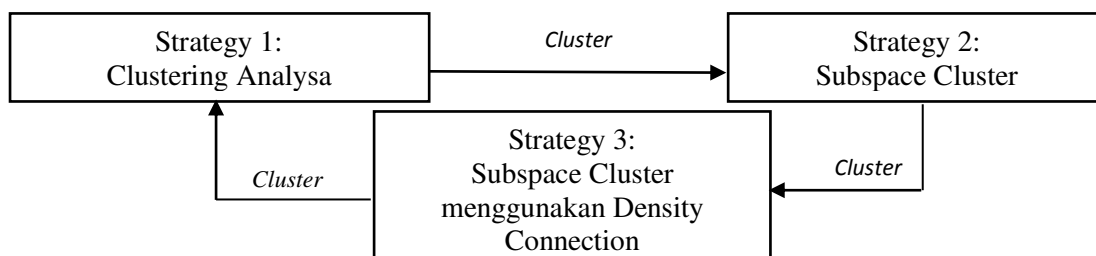 Strategy 1:
Clustering Analysa
Cluster
Strategy 2:
Subspace Cluster
Strategy 3:
Subspace Cluster
menggunakan Density
Connection
Cluster
Cluster